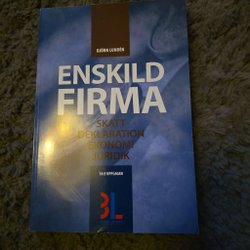 BJÖRN LUNDÉN
ENSKILD
FIRMA
SKATT
DEKLARATION
EKONOMI
JURIDIK
BL